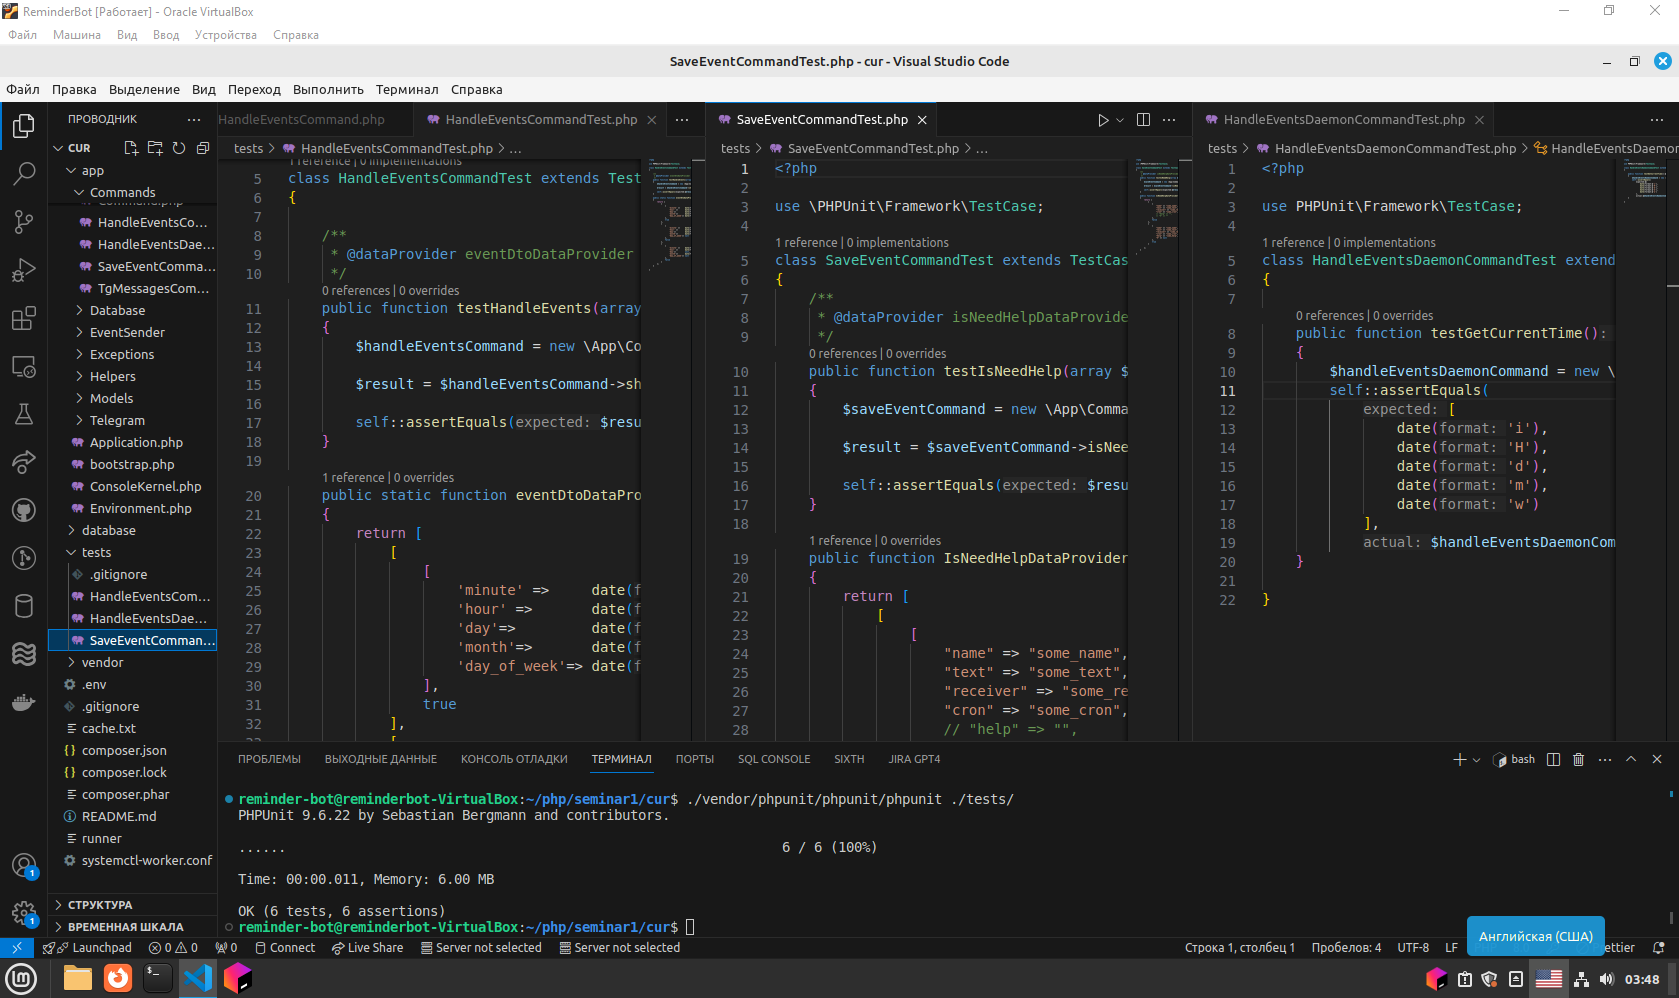 ReminderBot [Работает] - Oracle VirtualBox
Файл Машина Вид Ввод Устройства Справка
SaveEventCommandTest.php - cur - Visual Studio Code
Файл Правка Выделение Вид Переход Выполнить Терминал Справка
ПРОВОДНИК
CUR
app
Commands
Command.php
HandleEventsCo...
HandleEventsDae...
SaveEventComma...
TgMessagesCom...
Database
EventSender
Exceptions
Helpers
Models
Telegram
Application.php
bootstrap.php
ConsoleKernel.php
Environment.php
database
tests
.gitignore
HandleEventsCom...
HandleEventsDae...
SaveEventComman...
vendor
.env
.gitignore
cache.txt
composer.json
composer.lock
composer.phar
README.md
runner
systemctl-worker.conf
СТРУКТУРА
ВРЕМЕННАЯ ШКАЛА
HandleEventsCommand.php HandleEventsCommandTest.php
tests > HandleEventsCommandTest.php > ...
1 reference | 0 implementations
5 class HandleEventsCommandTest extends Test
6 {
7
8 /**
9 * @dataProvider eventDtoDataProvider
10 */
0 references | 0 overrides
11 public function testHandleEvents(array
12 {
13 $handleEventsCommand = new \App\Co
14
15 $result = $handleEventsCommand->sh
16
17 self::assertEquals(expected: $resu
18 }
19
1 reference | 0 overrides
20 public static function eventDtoDataPro
21 {
22 return [
23 [
24 [
25 'minute' => date(f
26 'hour' => date(f
27 'day'=> date(f
28 'month'=> date(f
29 'day_of_week'=> date(f
30 ],
31 true
32 ],
33 [
SaveEventCommandTest.php
tests > SaveEventCommandTest.php > ...
1 <?php
2
3 use \PHPUnit\Framework\TestCase;
4
1 reference | 0 implementations
5 class SaveEventCommandTest extends TestCas
6 {
7 /**
8 * @dataProvider isNeedHelpDataProvide
9 */
0 references | 0 overrides
10 public function testIsNeedHelp(array $
11 {
12 $saveEventCommand = new \App\Comma
13
14 $result = $saveEventCommand->isNee
15
16 self::assertEquals(expected: $resu
17 }
18
1 reference | 0 overrides
19 public function IsNeedHelpDataProvider
20 {
21 return [
22 [
23 [
24 "name" => "some_name",
25 "text" => "some_text",
26 "receiver" => "some_re
27 "cron" => "some_cron",
28 // "help" => "",
HandleEventsDaemonCommandTest.php
tests > HandleEventsDaemonCommandTest.php > HandleEventsDaemon
1 <?php
2
3 use PHPUnit\Framework\TestCase;
4
1 reference | 0 implementations
5 class HandleEventsDaemonCommandTest extend
6 {
7
0 references | 0 overrides
8 public function testGetCurrentTime():
9 {
10 $handleEventsDaemonCommand = new \
11 self::assertEquals(
12 expected: [
13 date(format: 'i'),
14 date(format: 'H'),
15 date(format: 'd'),
16 date(format: 'm'),
17 date(format: 'w')
18 ],
19 actual: $handleEventsDaemonCom
20 }
21
22 }
ПРОБЛЕМЫ ВЫХОДНЫЕ ДАННЫЕ КОНСОЛЬ ОТЛАДКИ ТЕРМИНАЛ ПОРТЫ SQL CONSOLE SIXTH JIRA GPT4 bash
reminder-bot@reminderbot-VirtualBox:~/php/seminar1/cur$ ./vendor/phpunit/phpunit/phpunit ./tests/
PHPUnit 9.6.22 by Sebastian Bergmann and contributors.
...... 6 / 6 (100%)
Time: 00:00.011, Memory: 6.00 MB
OK (6 tests, 6 assertions)
reminder-bot@reminderbot-VirtualBox:~/php/seminar1/cur$
1
1
Launchpad 0 0 0 Connect Live Share Server not selected Server not selected Строка 1, столбец 1 Пробелов: 4 UTF-8 LF ettier
Английская (США)
03:48